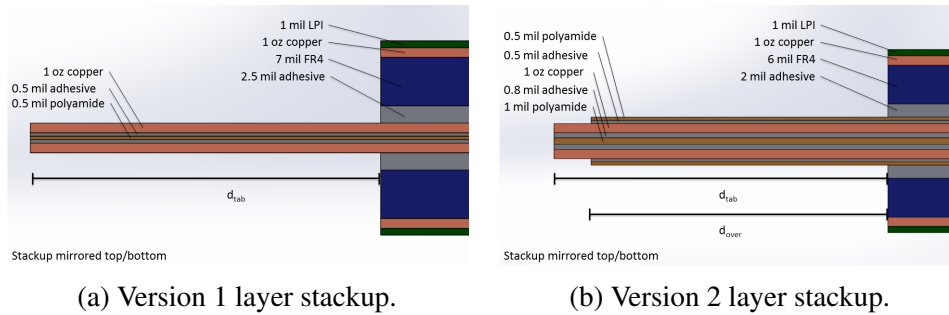 1 mil LPI
1 oz copper
7 mil FR4
2.5 mil adhesive
1 oz copper
0.5 mil adhesive
0.5 mil polyamide
d_tab
Stackup mirrored top/bottom
(a) Version 1 layer stackup.
1 mil LPI
1 oz copper
6 mil FR4
2 mil adhesive
0.5 mil polyamide
0.5 mil adhesive
1 oz copper
0.8 mil adhesive
1 mil polyamide
d_tab
d_over
Stackup mirrored top/bottom
(b) Version 2 layer stackup.